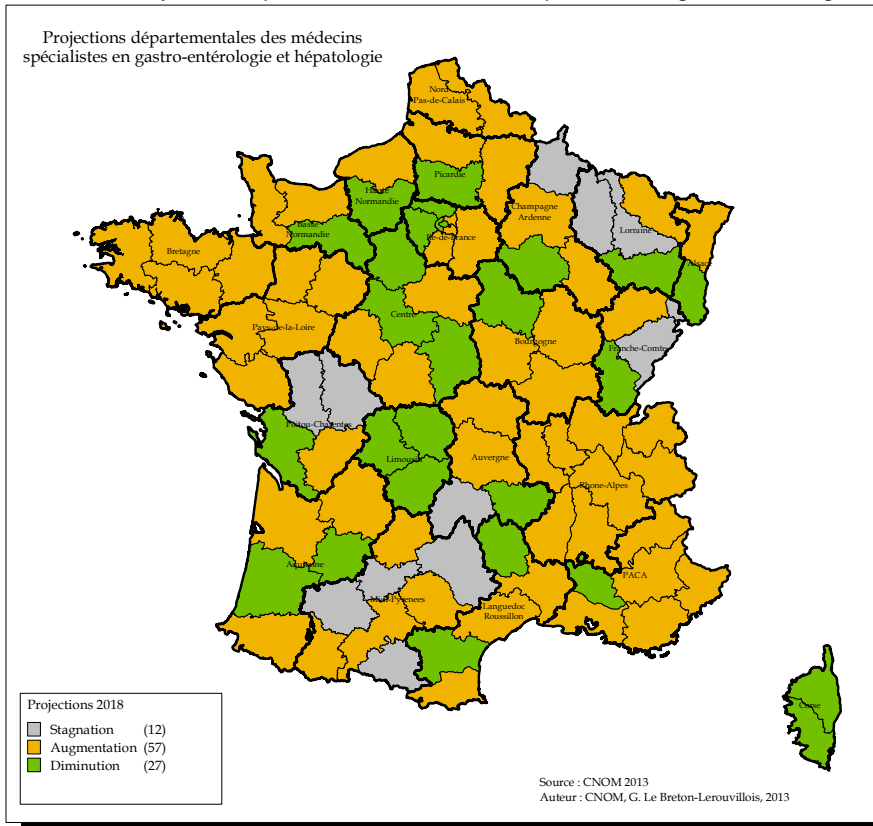 Projections départementales des médecins
spécialistes en gastro-entérologie et hépatologie
Nord
Pas-de-Calais
Picardie
Haute
Normandie
Basse
Normandie
Champagne
Ardenne
Lorraine
Alsace
Ile-de-France
Bretagne
Pays-de-la-Loire
Centre
Bourgogne
Franche-Comte
Poitou-Charentes
Limousin
Auvergne
Rhone-Alpes
Aquitaine
Midi-Pyrenees
Languedoc
Roussillon
PACA
Corse
Projections 2018
Stagnation (12)
Augmentation (57)
Diminution (27)
Source : CNOM 2013
Auteur : CNOM, G. Le Breton-Lerouvillois, 2013